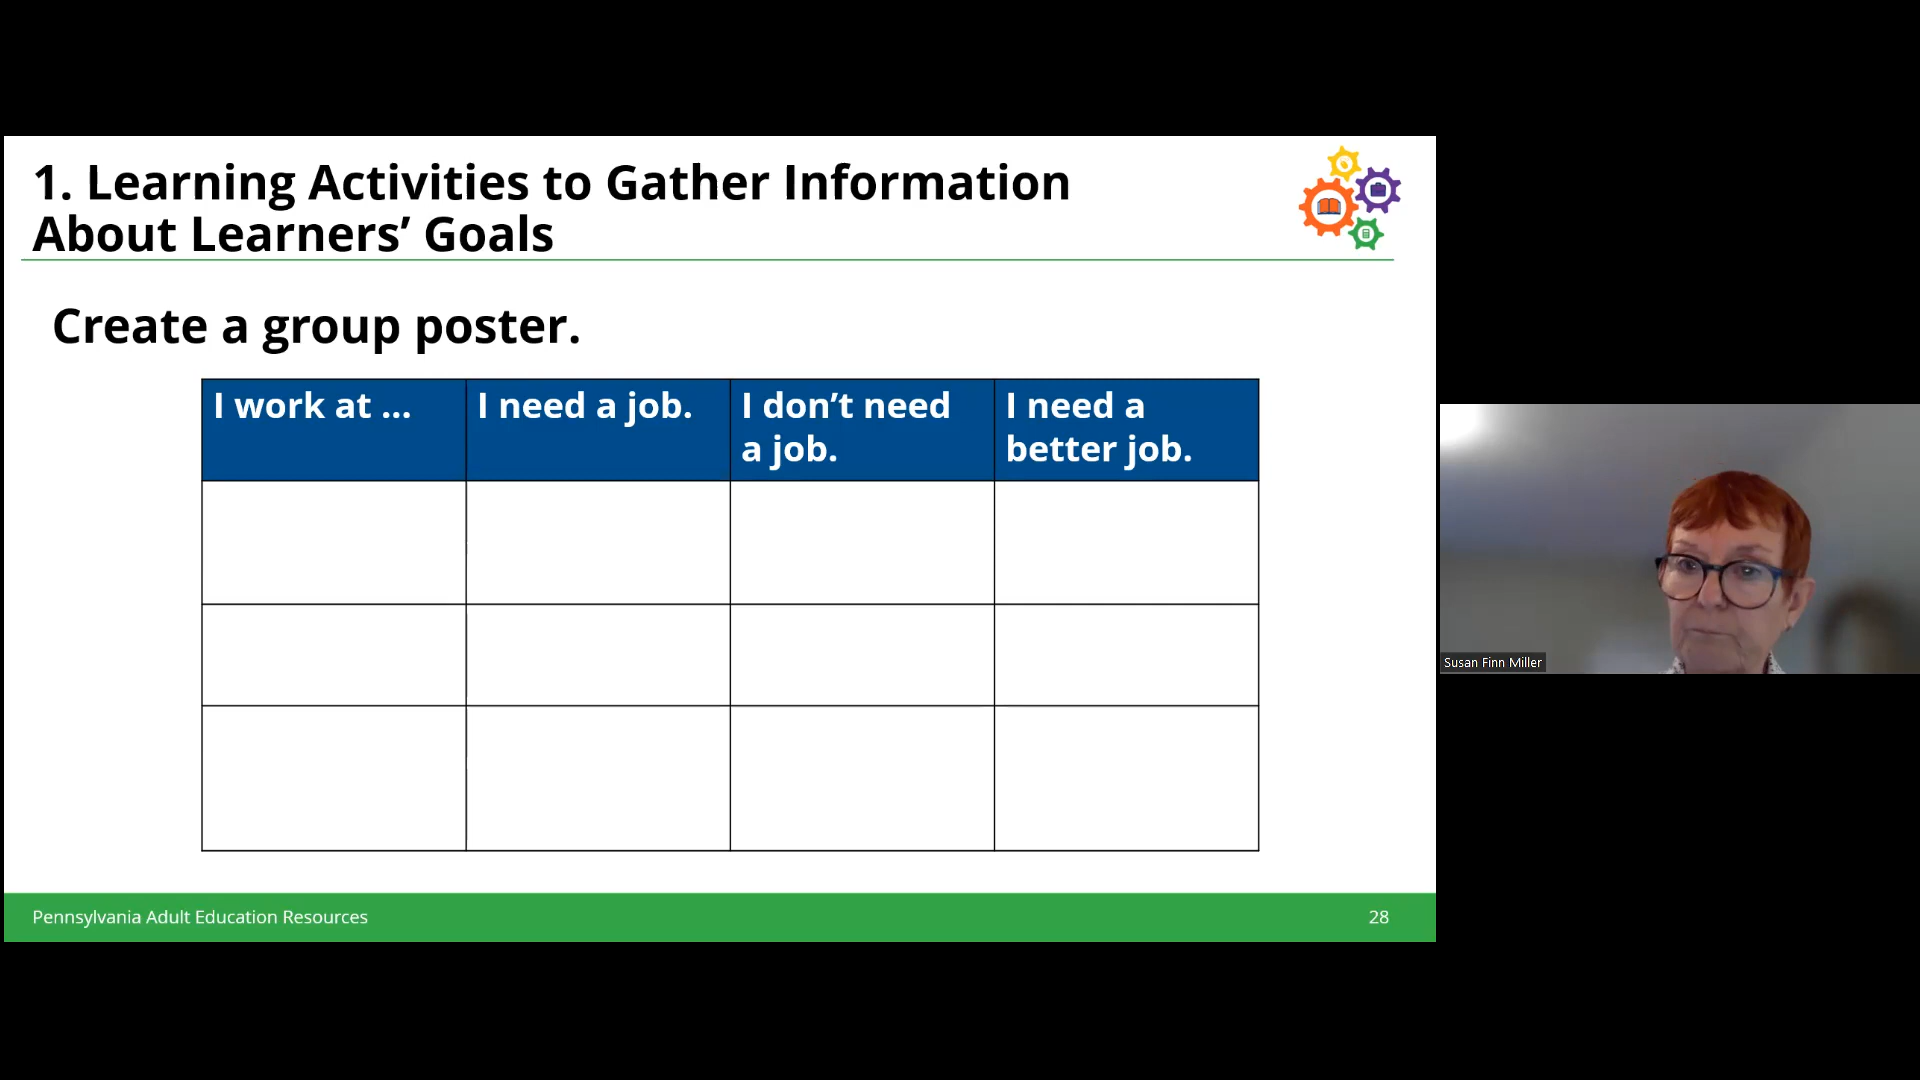 1. Learning Activities to Gather Information
About Learners’ Goals
Create a group poster.
I work at ...
I need a job.
I don’t need
a job.
I need a
better job.
Susan Finn Miller
Pennsylvania Adult Education Resources
28